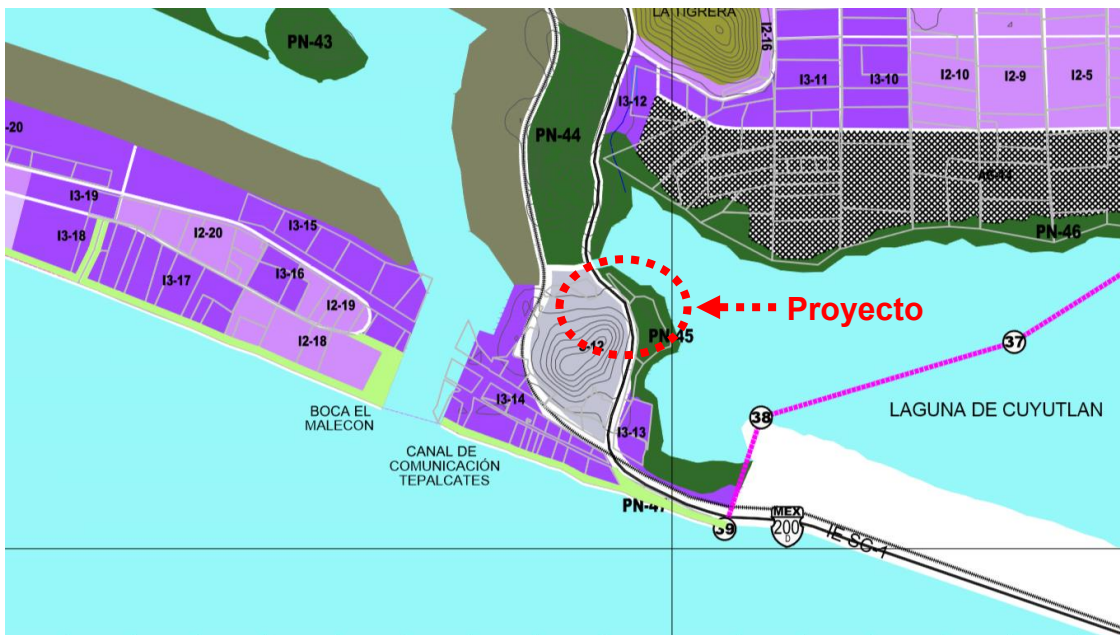 LA TIGRERA
PN-43
I2-16
I3-11
I3-10
I2-10
I2-9
I2-5
I3-12
PN-44
-20
I3-19
I3-15
I2-20
I3-18
I3-16
I3-17
I2-19
I2-18
PN-46
Proyecto
PN-45
37
38
LAGUNA DE CUYUTLAN
BOCA EL
MALECON
I3-14
I3-13
CANAL DE
COMUNICACIÓN
TEPALCATES
39
MEX
200
D
IE SG-1